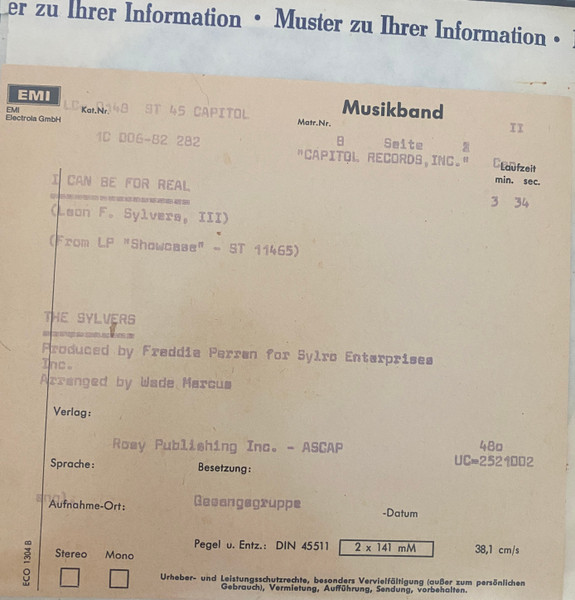 er zu Ihrer Information • Muster zu Ihrer Information •
EMI
EMI
Electrola GmbH
Kat.Nr.
0148 ST 45 CAPITOL
1C 006-82 282
Musikband
Matr.Nr.
II
B Seite 2
"CAPITOL RECORDS,INC."
Laufzeit
min. sec.
3 34
I CAN BE FOR REAL
(Leon F. Sylvers, III)
(From LP "Showcase" - ST 11465)
THE SYLVERS
Produced by Freddie Perren for Sylro Enterprises
Inc.
Arranged by Wade Marcus
Verlag:
Rosy Publishing Inc. - ASCAP
48a
UC=2521002
Sprache:
Besetzung:
Aufnahme-Ort:
Gesangsgruppe
-Datum
Pegel u. Entz.: DIN 45511
2 x 141 mM
38,1 cm/s
ECO 1304 B
Stereo
Mono
Urheber- und Leistungsschutzrechte, besonders Vervielfältigung (außer zum persönlichen
Gebrauch), Vermietung, Aufführung, Sendung, vorbehalten.